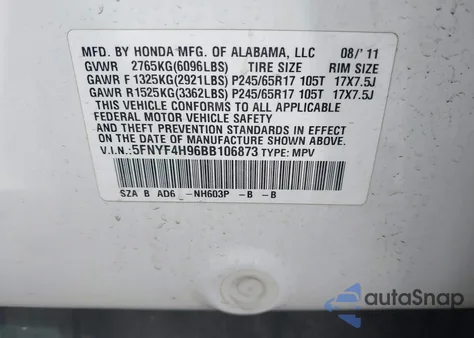 MFD. BY HONDA MFG. OF ALABAMA, LLC 08/'11
GVWR 2765KG(6096LBS) TIRE SIZE RIM SIZE
GAWR F 1325KG(2921LBS) P245/65R17 105T 17X7.5J
GAWR R1525KG(3362LBS) P245/65R17 105T 17X7.5J
THIS VEHICLE CONFORMS TO ALL APPLICABLE
FEDERAL MOTOR VEHICLE SAFETY
AND THEFT PREVENTION STANDARDS IN EFFECT
ON THE DATE OF MANUFACTURE SHOWN ABOVE.
V.I.N.:5FNYF4H96BB106873 TYPE: MPV
SZA B AD6 -NH603P -B -B
autoSnap